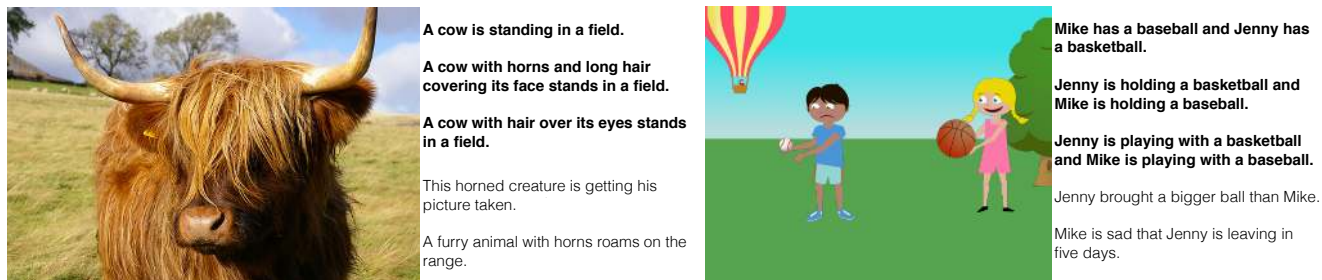 A cow is standing in a field.
A cow with horns and long hair
covering its face stands in a field.
A cow with hair over its eyes stands
in a field.
This horned creature is getting his
picture taken.
A furry animal with horns roams on the
range.
Mike has a baseball and Jenny has
a basketball.
Jenny is holding a basketball and
Mike is holding a baseball.
Jenny is playing with a basketball
and Mike is playing with a baseball.
Jenny brought a bigger ball than Mike.
Mike is sad that Jenny is leaving in
five days.